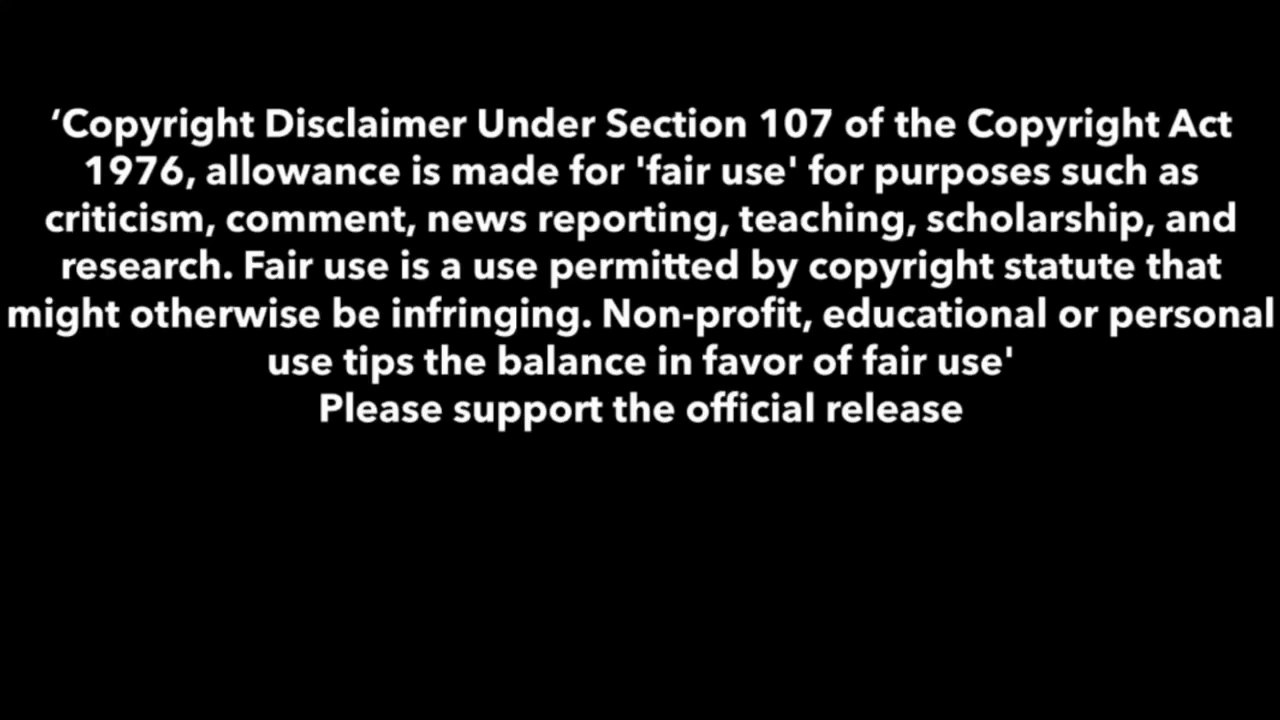 ‘Copyright Disclaimer Under Section 107 of the Copyright Act
1976, allowance is made for 'fair use' for purposes such as
criticism, comment, news reporting, teaching, scholarship, and
research. Fair use is a use permitted by copyright statute that
might otherwise be infringing. Non-profit, educational or personal
use tips the balance in favor of fair use'
Please support the official release